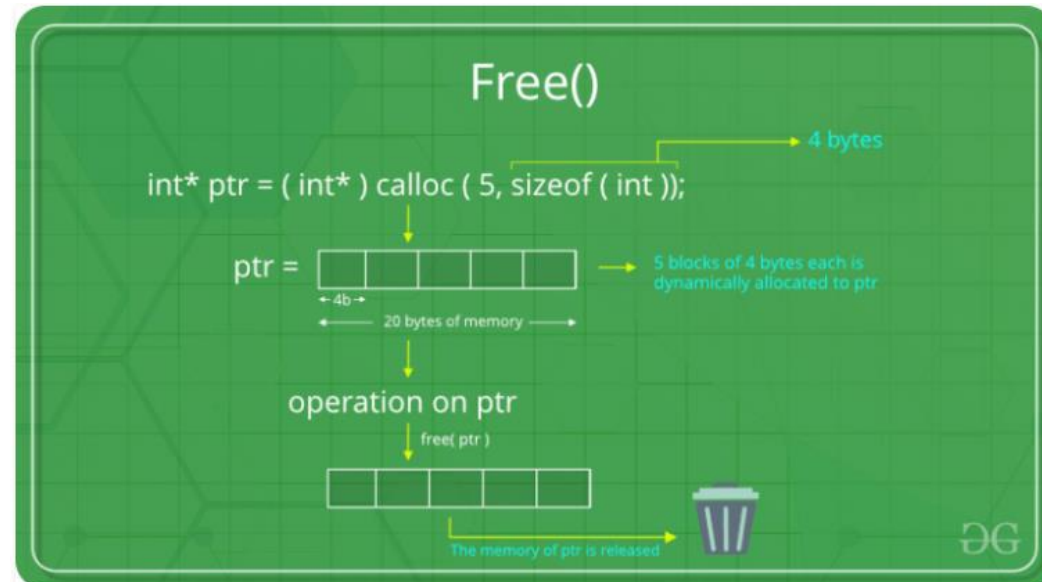 Free()
4 bytes
int* ptr = ( int* ) calloc ( 5, sizeof ( int ));
ptr =
5 blocks of 4 bytes each is
dynamically allocated to ptr
4b
20 bytes of memory
operation on ptr
free( ptr )
The memory of ptr is released